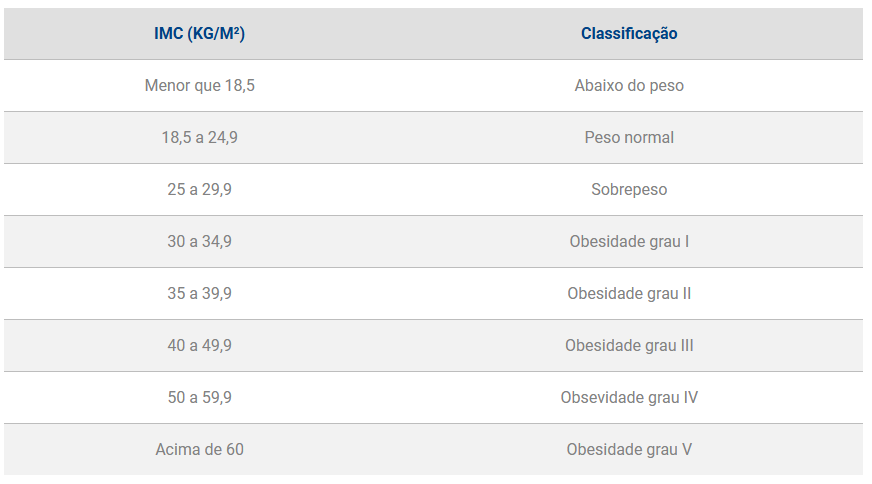 IMC (KG/M²) Classificação
Menor que 18,5 Abaixo do peso
18,5 a 24,9 Peso normal
25 a 29,9 Sobrepeso
30 a 34,9 Obesidade grau I
35 a 39,9 Obesidade grau II
40 a 49,9 Obesidade grau III
50 a 59,9 Obsevidade grau IV
Acima de 60 Obesidade grau V